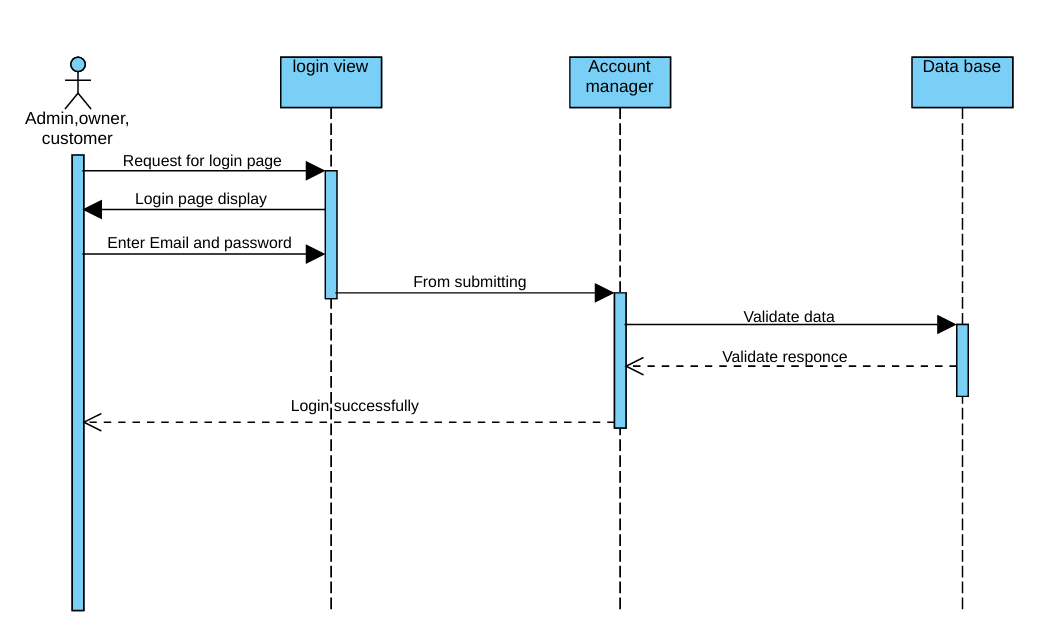 login view
Account
manager
Data base
Admin,owner,
customer
Request for login page
Login page display
Enter Email and password
From submitting
Validate data
Validate responce
Login successfully